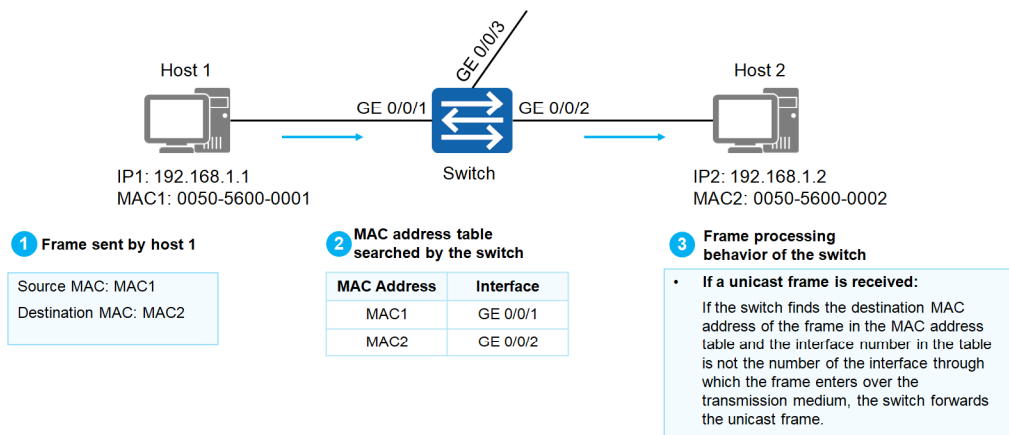 GE 0/0/3
Host 1
Host 2
GE 0/0/1
GE 0/0/2
Switch
IP1: 192.168.1.1
MAC1: 0050-5600-0001
IP2: 192.168.1.2
MAC2: 0050-5600-0002
1 Frame sent by host 1
Source MAC: MAC1
Destination MAC: MAC2
2 MAC address table
searched by the switch
MAC Address Interface
MAC1 GE 0/0/1
MAC2 GE 0/0/2
3 Frame processing
behavior of the switch
• If a unicast frame is received:
If the switch finds the destination MAC
address of the frame in the MAC address
table and the interface number in the table
is not the number of the interface through
which the frame enters over the
transmission medium, the switch forwards
the unicast frame.